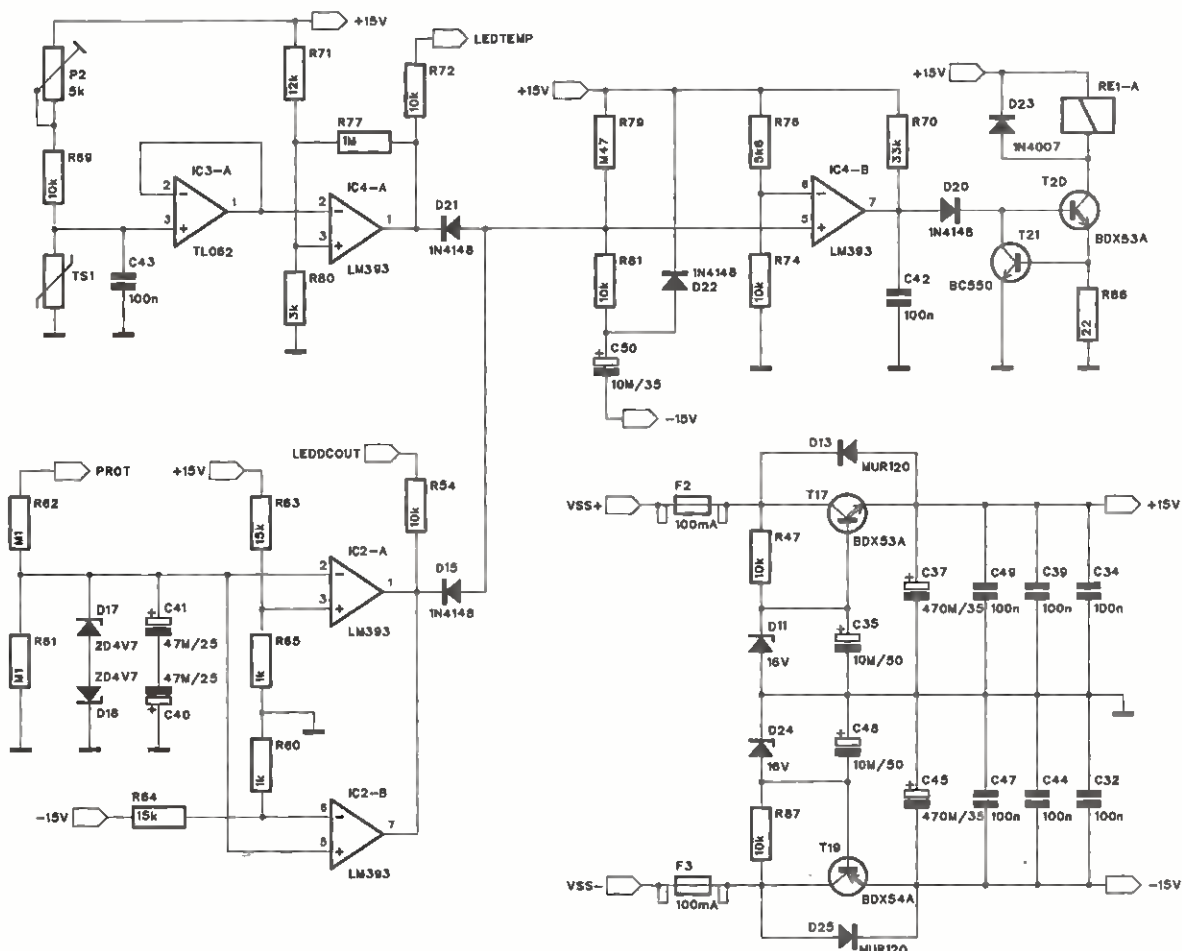 +15V
P2
5k
R69
10k
TS1
C43
100n
R71
12k
R77
1M
R80
3k
LEDTEMP
R72
10k
2
3
1
IC3-A
TL062
2
3
1
IC4-A
LM393
D21
1N4148
+15V
R79
M47
R81
10k
1N4148
D22
C50
10M/35
-15V
R78
5k6
R74
10k
IC4-B
6
5
7
LM393
R70
33k
D20
1N4148
C42
100n
+15V
D23
1N4007
RE1-A
T20
BDX53A
T21
BC550
R86
22
PROT
R62
M1
R61
M1
D17
ZD4V7
ZD4V7
D18
C41
47M/25
47M/25
C40
+15V
R63
15k
R65
1k
R60
1k
-15V
R64
15k
LEDDCOUT
R54
10k
IC2-A
2
3
1
LM393
D15
1N4148
IC2-B
6
5
7
LM393
VSS+
F2
100mA
D13
MUR120
T17
BDX53A
R47
10k
D11
16V
C35
10M/50
C37
470M/35
C49
100n
C39
100n
C34
100n
+15V
D24
16V
C48
10M/50
C45
470M/35
C47
100n
C44
100n
C32
100n
R87
10k
T19
BDX54A
VSS-
F3
100mA
D25
MUR120
-15V